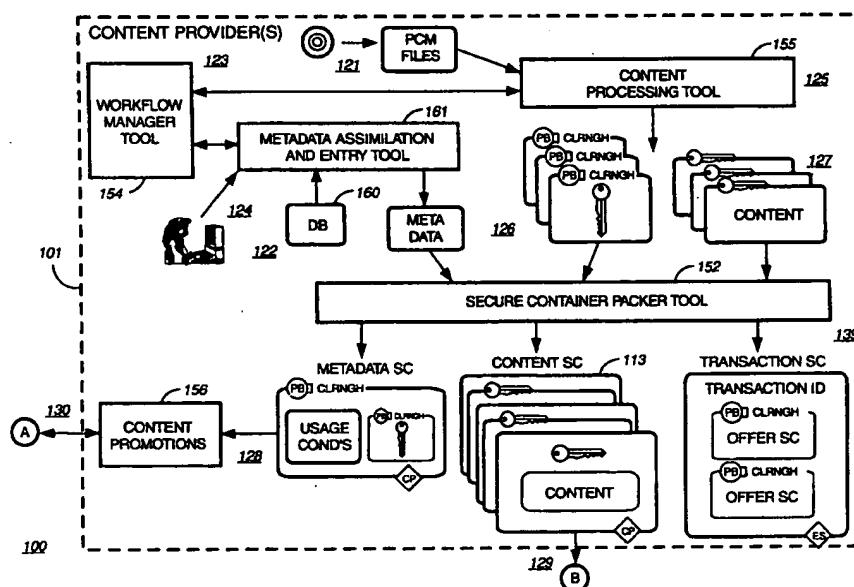 CONTENT PROVIDER(S)
121
PCM
FILES
155
CONTENT
PROCESSING TOOL
125
123
WORKFLOW
MANAGER
TOOL
154
161
METADATA ASSIMILATION
AND ENTRY TOOL
124
122
DB
160
META
DATA
126
PB CLRNGH
PB CLRNGH
PB CLRNGH
127
CONTENT
101
152
SECURE CONTAINER PACKER TOOL
139
METADATA SC
PB CLRNGH
USAGE
COND'S
PB CLRNGH
CP
CONTENT SC
113
CONTENT
CP
TRANSACTION SC
TRANSACTION ID
PB CLRNGH
OFFER SC
PB CLRNGH
OFFER SC
ES
A
130
156
CONTENT
PROMOTIONS
128
100
129
B